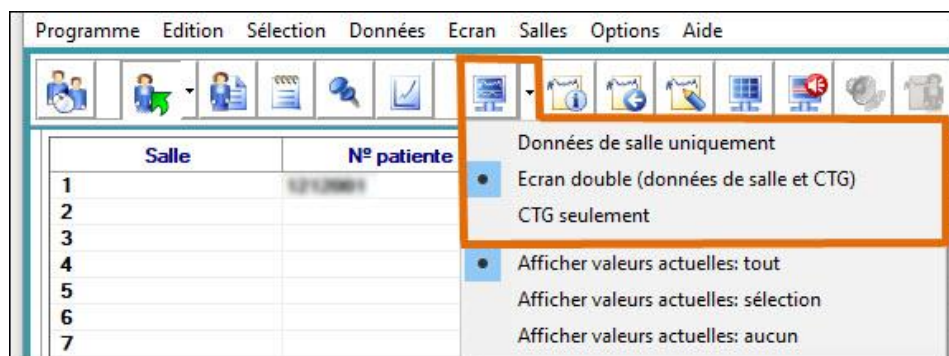 Programme Edition Sélection Données Ecran Salles Options Aide
Salle Nº patiente
1
2
3
4
5
6
7
Données de salle uniquement
Ecran double (données de salle et CTG)
CTG seulement
Afficher valeurs actuelles: tout
Afficher valeurs actuelles: sélection
Afficher valeurs actuelles: aucun